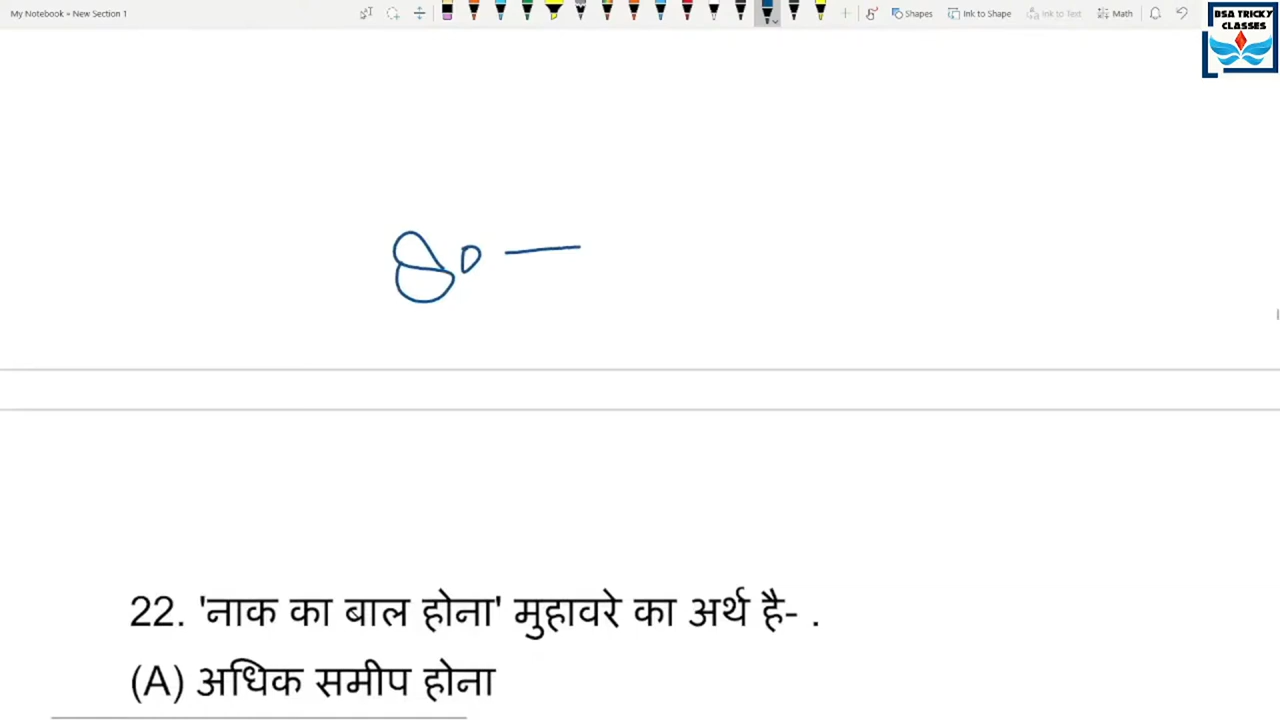 My Notebook » New Section 1
Shapes
Ink to Shape
Ink to Text
Math
BSA TRICKY
CLASSES
80 —
22. 'नाक का बाल होना' मुहावरे का अर्थ है- .
(A) अधिक समीप होना